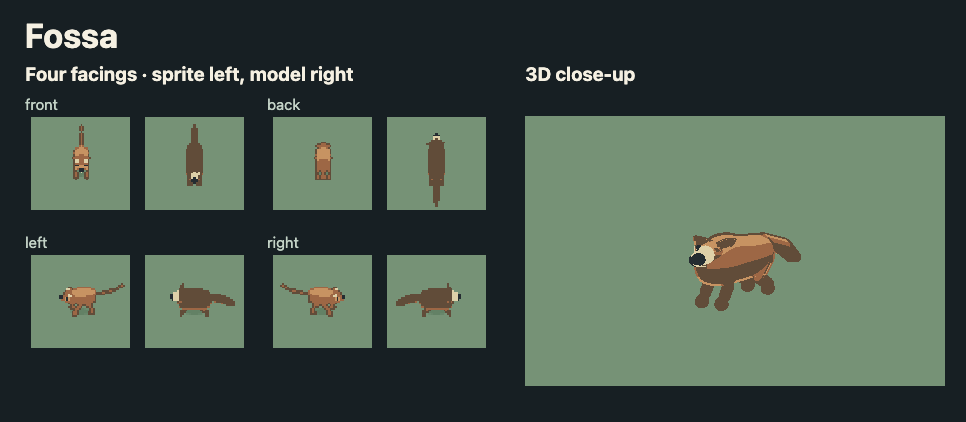 Fossa
Four facings · sprite left, model right
3D close-up
front
back
left
right